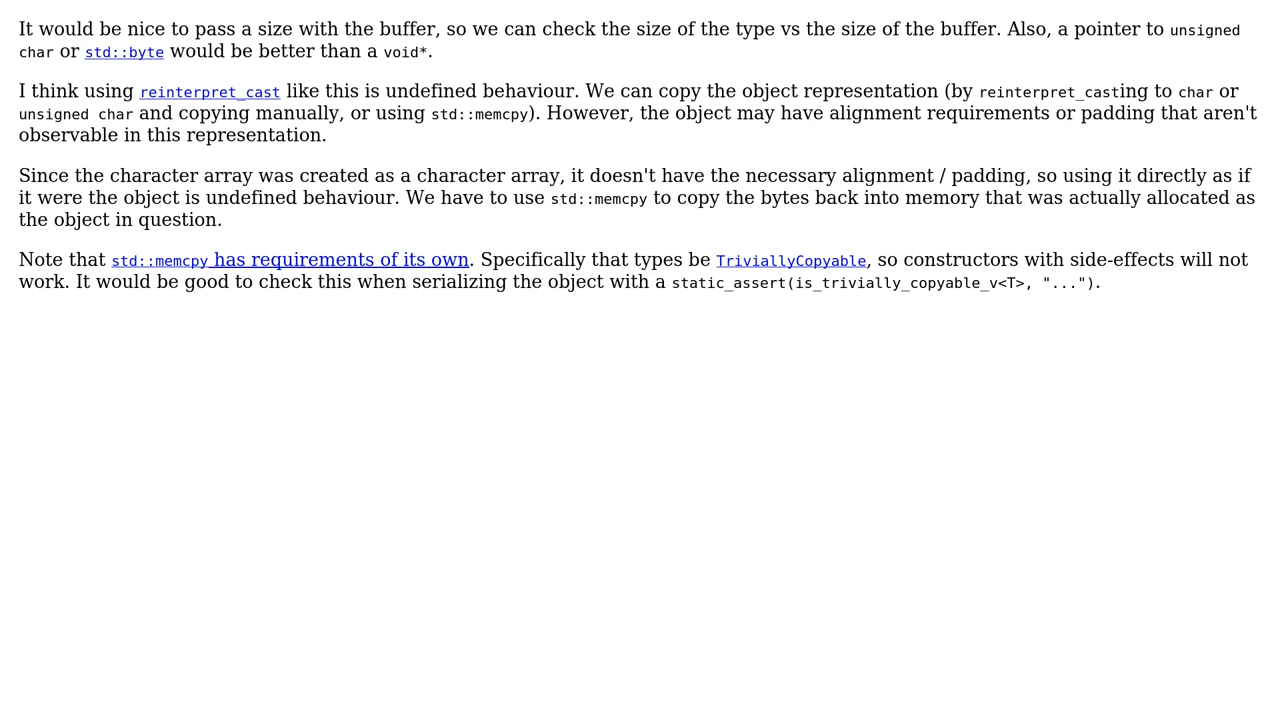 It would be nice to pass a size with the buffer, so we can check the size of the type vs the size of the buffer. Also, a pointer to unsigned
char or std::byte would be better than a void*.
I think using reinterpret_cast like this is undefined behaviour. We can copy the object representation (by reinterpret_casting to char or
unsigned char and copying manually, or using std::memcpy). However, the object may have alignment requirements or padding that aren't
observable in this representation.
Since the character array was created as a character array, it doesn't have the necessary alignment / padding, so using it directly as if
it were the object is undefined behaviour. We have to use std::memcpy to copy the bytes back into memory that was actually allocated as
the object in question.
Note that std::memcpy has requirements of its own. Specifically that types be TriviallyCopyable, so constructors with side-effects will not
work. It would be good to check this when serializing the object with a static_assert(is_trivially_copyable_v<T>, "...").